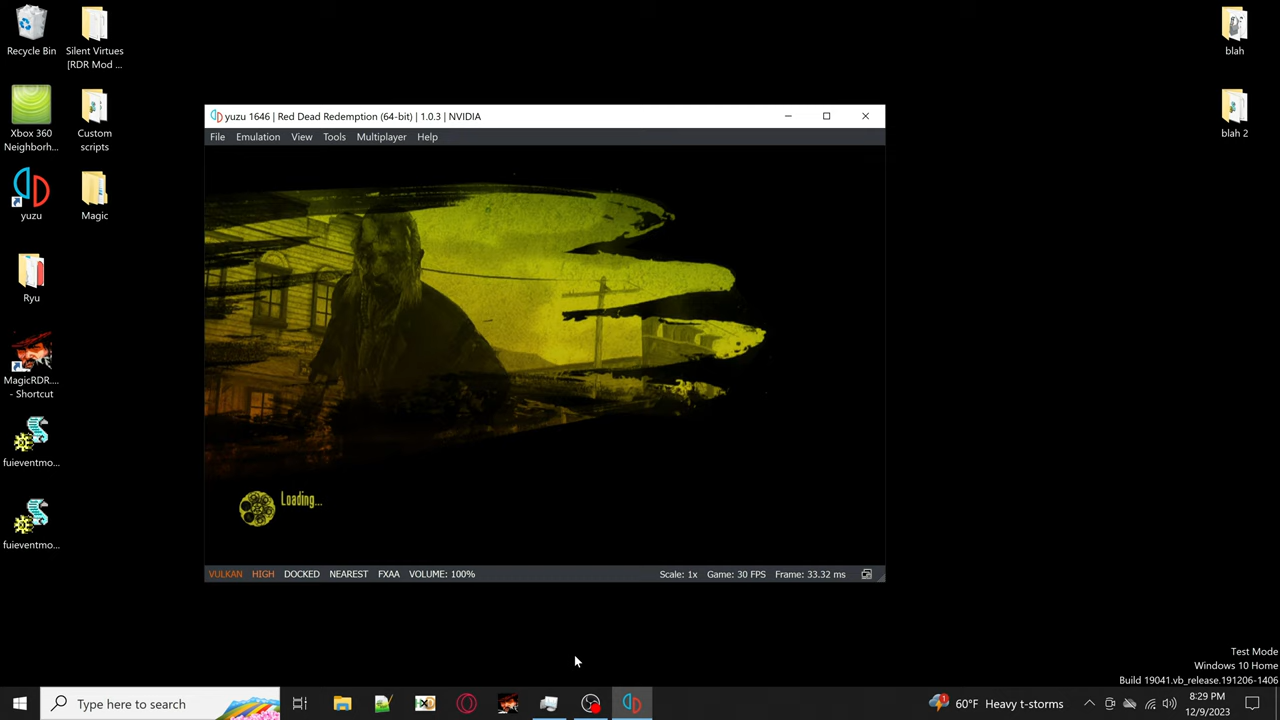 Recycle Bin
Silent Virtues
[RDR Mod ...
Xbox 360
Neighborh...
Custom
scripts
yuzu
Magic
Ryu
MagicRDR....
- Shortcut
fuieventmo...
fuieventmo...
blah
blah 2
yuzu 1646 | Red Dead Redemption (64-bit) | 1.0.3 | NVIDIA
File Emulation View Tools Multiplayer Help
Loading...
VULKAN HIGH DOCKED NEAREST FXAA VOLUME: 100% Scale: 1x Game: 30 FPS Frame: 33.32 ms
Test Mode
Windows 10 Home
Build 19041.vb_release.191206-1406
Type here to search
1
60°F Heavy t-storms
8:29 PM
12/9/2023